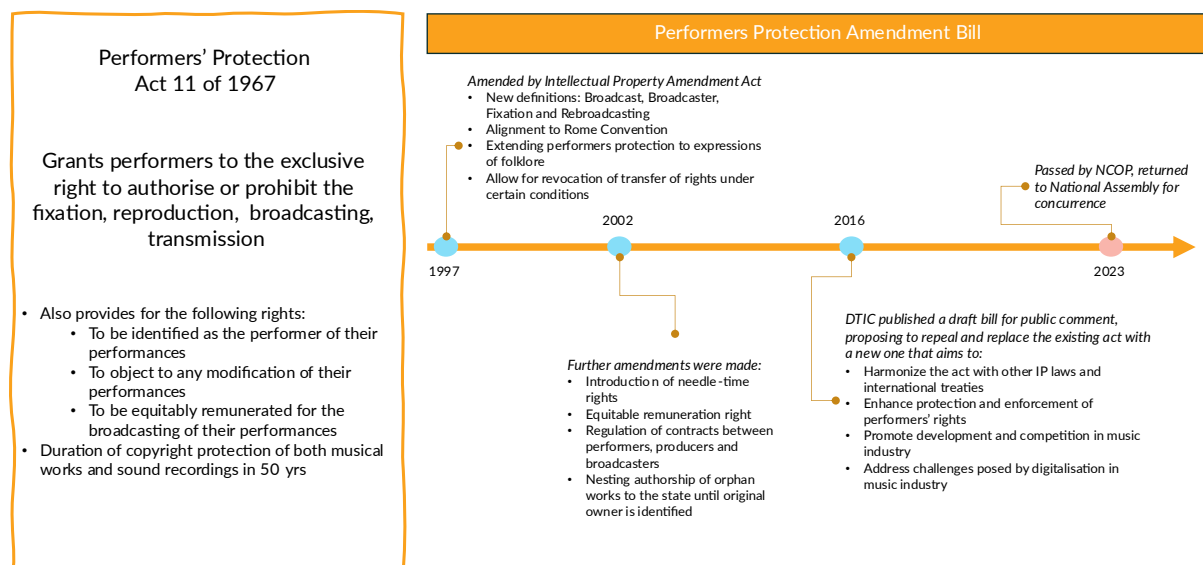 Performers' Protection
Act 11 of 1967
Grants performers to the exclusive
right to authorise or prohibit the
fixation, reproduction, broadcasting,
transmission
• Also provides for the following rights:
• To be identified as the performer of their
performances
• To object to any modification of their
performances
• To be equitably remunerated for the
broadcasting of their performances
• Duration of copyright protection of both musical
works and sound recordings in 50 yrs
Performers Protection Amendment Bill
Amended by Intellectual Property Amendment Act
• New definitions: Broadcast, Broadcaster,
Fixation and Rebroadcasting
• Alignment to Rome Convention
• Extending performers protection to expressions
of folklore
• Allow for revocation of transfer of rights under
certain conditions
1997
2002
Further amendments were made:
• Introduction of needle-time
rights
• Equitable remuneration right
• Regulation of contracts between
performers, producers and
broadcasters
• Nesting authorship of orphan
works to the state until original
owner is identified
2016
DTIC published a draft bill for public comment,
proposing to repeal and replace the existing act with
a new one that aims to:
• Harmonize the act with other IP laws and
international treaties
• Enhance protection and enforcement of
performers' rights
• Promote development and competition in music
industry
• Address challenges posed by digitalisation in
music industry
Passed by NCOP, returned
to National Assembly for
concurrence
2023